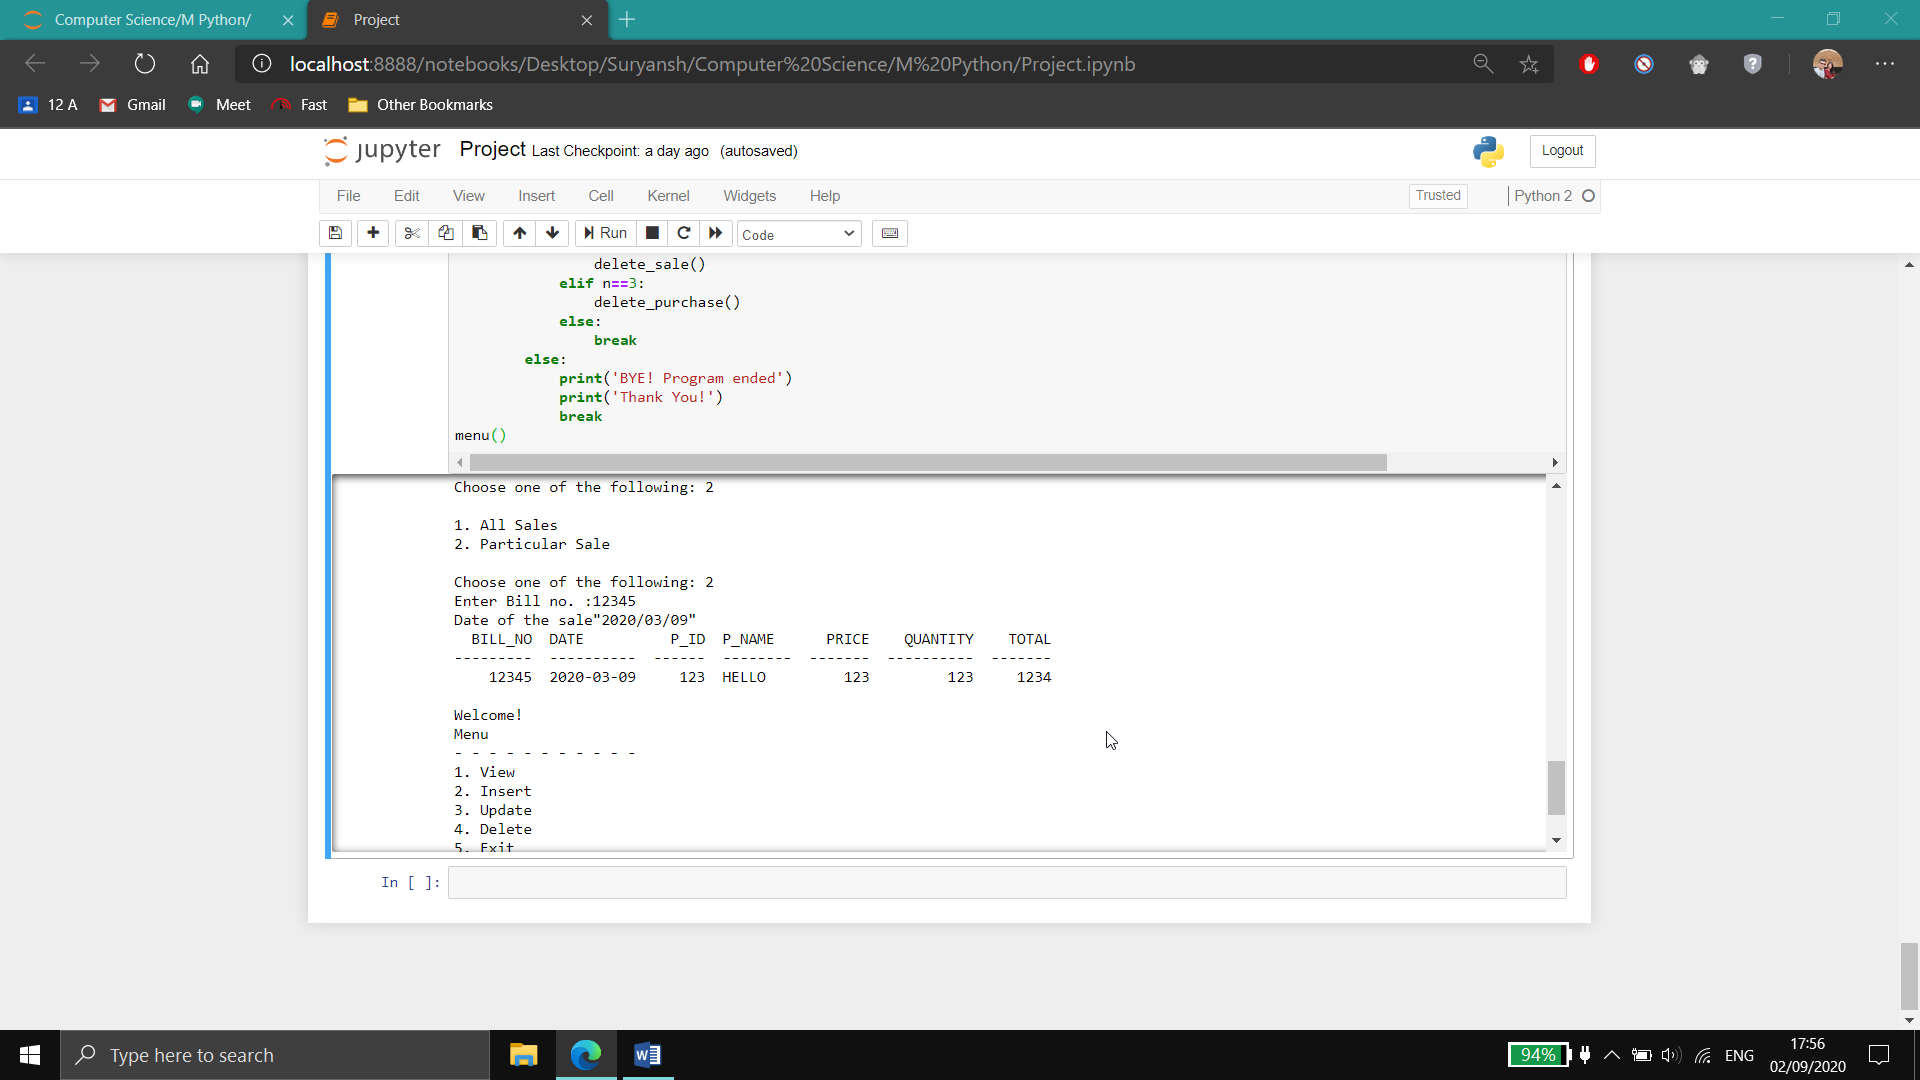 Computer Science/M Python/
Project
localhost:8888/notebooks/Desktop/Suryansh/Computer%20Science/M%20Python/Project.ipynb
12 A
Gmail
Meet
Fast
Other Bookmarks
jupyter
Project Last Checkpoint: a day ago (autosaved)
Logout
File Edit View Insert Cell Kernel Widgets Help
Trusted
Python 2
Run
Code
delete_sale()
elif n==3:
delete_purchase()
else:
break
else:
print('BYE! Program ended')
print('Thank You!')
break
menu()
Choose one of the following: 2
1. All Sales
2. Particular Sale
Choose one of the following: 2
Enter Bill no. :12345
Date of the sale"2020/03/09"
BILL_NO DATE P_ID P_NAME PRICE QUANTITY TOTAL
--------- ---------- ------ -------- ------- ---------- -------
12345 2020-03-09 123 HELLO 123 123 1234
Welcome!
Menu
- - - - - - - - - - -
1. View
2. Insert
3. Update
4. Delete
5. Exit
In [ ]:
Type here to search
94%
ENG
17:56
02/09/2020